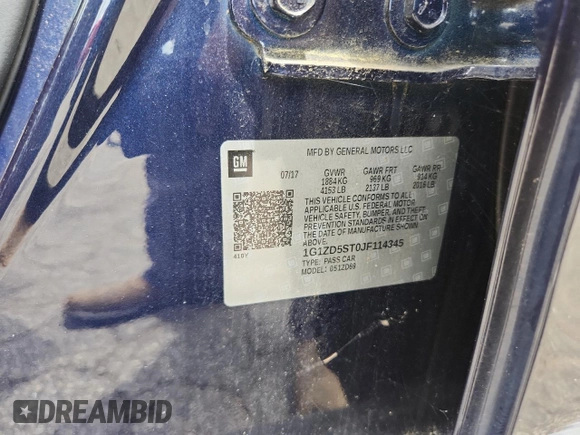 MFD BY GENERAL MOTORS LLC
GM
07/17 GVWR GAWR FRT GAWR RR
1884 KG 969 KG 914 KG
4153 LB 2137 LB 2016 LB
THIS VEHICLE CONFORMS TO ALL
APPLICABLE U.S. FEDERAL MOTOR
VEHICLE SAFETY, BUMPER, AND THEFT
PREVENTION STANDARDS IN EFFECT
ON THE DATE OF MANUFACTURE SHOWN
ABOVE.
1G1ZD5ST0JF114345
TYPE: PASS CAR
418Y
DREAMBID